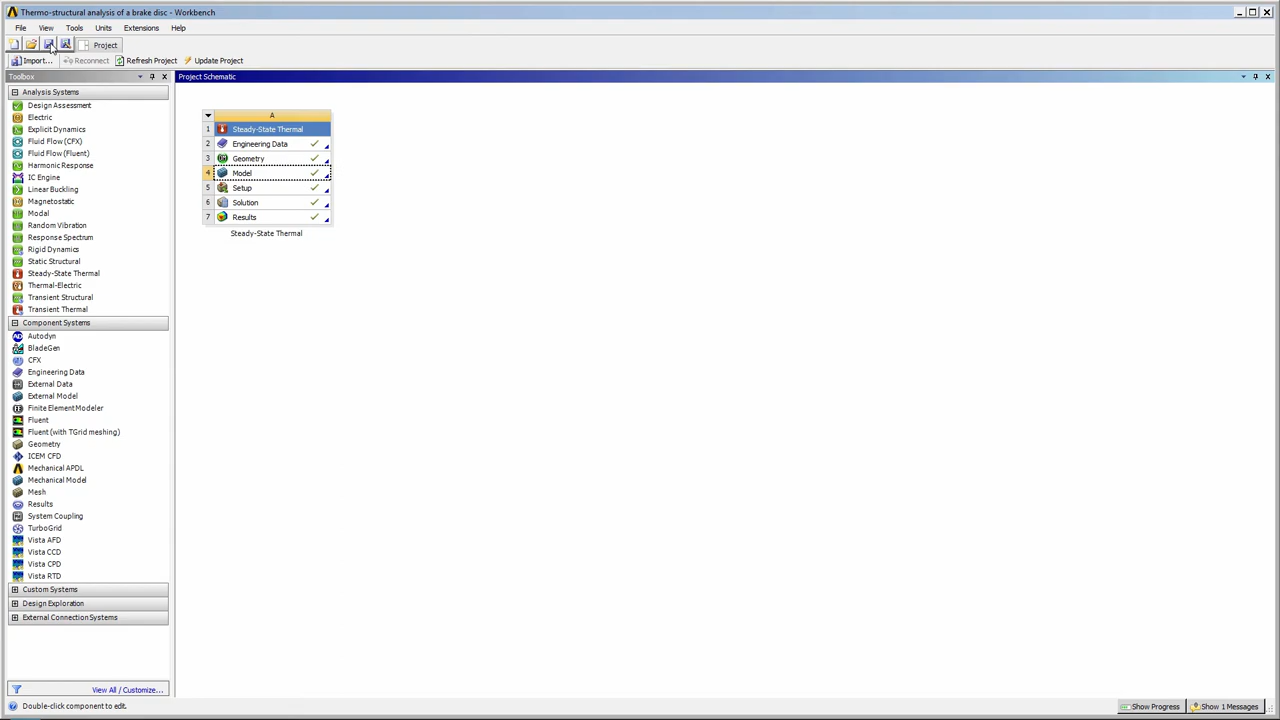 Thermo-structural analysis of a brake disc - Workbench
File View Tools Units Extensions Help
Project
Import... Reconnect Refresh Project Update Project
Toolbox
Analysis Systems
Design Assessment
Electric
Explicit Dynamics
Fluid Flow (CFX)
Fluid Flow (Fluent)
Harmonic Response
IC Engine
Linear Buckling
Magnetostatic
Modal
Random Vibration
Response Spectrum
Rigid Dynamics
Static Structural
Steady-State Thermal
Thermal-Electric
Transient Structural
Transient Thermal
Component Systems
Autodyn
BladeGen
CFX
Engineering Data
External Data
External Model
Finite Element Modeler
Fluent
Fluent (with TGrid meshing)
Geometry
ICEM CFD
Mechanical APDL
Mechanical Model
Mesh
Results
System Coupling
TurboGrid
Vista AFD
Vista CCD
Vista CPD
Vista RTD
Custom Systems
Design Exploration
External Connection Systems
View All / Customize...
Project Schematic
A
1 Steady-State Thermal
2 Engineering Data
3 Geometry
4 Model
5 Setup
6 Solution
7 Results
Steady-State Thermal
Double-click component to edit.
Show Progress Show 1 Messages